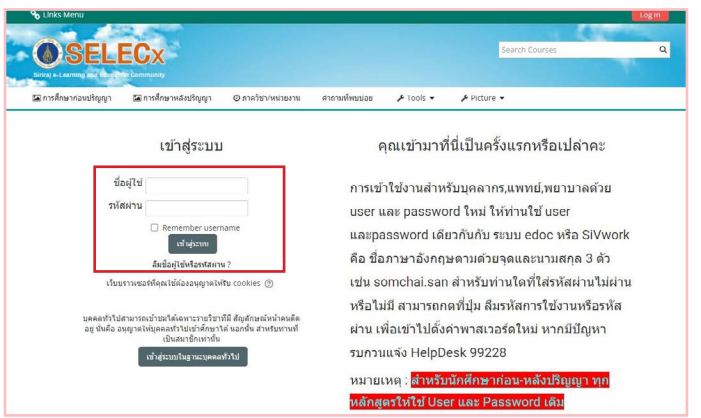 Links Menu
Log in
SELECx
Siriraj e-Learning and Education Community
Search Courses
การศึกษาก่อนปริญญา
การศึกษาหลังปริญญา
ภาควิชา/หน่วยงาน
คำถามที่พบบ่อย
Tools
Picture
เข้าสู่ระบบ
ชื่อผู้ใช้
รหัสผ่าน
Remember username
เข้าสู่ระบบ
ลืมชื่อผู้ใช้หรือรหัสผ่าน ?
เว็บบราวเซอร์ที่คุณใช้ต้องอนุญาตให้รับ cookies
บุคคลทั่วไปสามารถเข้าชมได้เฉพาะรายวิชาที่มี สัญลักษณ์หน้าคนติด
อยู่ นั่นคือ อนุญาตให้บุคคลทั่วไปเข้าศึกษาได้ นอกนั้น สำหรับท่านที่
เป็นสมาชิกเท่านั้น
เข้าสู่ระบบในฐานะบุคคลทั่วไป
คุณเข้ามาที่นี่เป็นครั้งแรกหรือเปล่าคะ
การเข้าใช้งานสำหรับบุคลากร,แพทย์,พยาบาลด้วย
user และ password ใหม่ ให้ท่านใช้ user
และpassword เดียวกันกับ ระบบ edoc หรือ SiVwork
คือ ชื่อภาษาอังกฤษตามด้วยจุดและนามสกุล 3 ตัว
เช่น somchai.san สำหรับท่านใดที่ใส่รหัสผ่านไม่ผ่าน
หรือไม่มี สามารถกดที่ปุ่ม ลืมรหัสการใช้งานหรือรหัส
ผ่าน เพื่อเข้าไปตั้งค่าพาสเวอร์ดใหม่ หากมีปัญหา
รบกวนแจ้ง HelpDesk 99228
หมายเหตุ : สำหรับนักศึกษาก่อน-หลังปริญญา ทุก
หลักสูตรให้ใช้ User และ Password เดิม